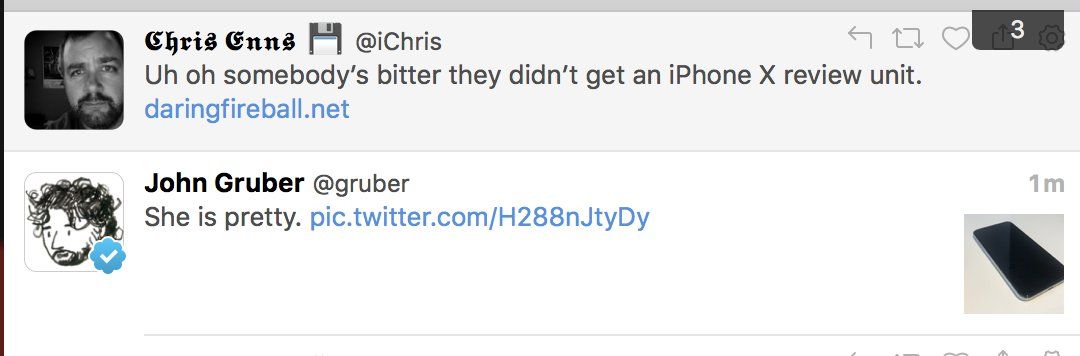 𝕮𝖍𝖗𝖎𝖘 𝕰𝖓𝖓𝖘 💾 @iChris
3
Uh oh somebody’s bitter they didn’t get an iPhone X review unit.
daringfireball.net
John Gruber @gruber
1m
She is pretty. pic.twitter.com/H288nJtyDy